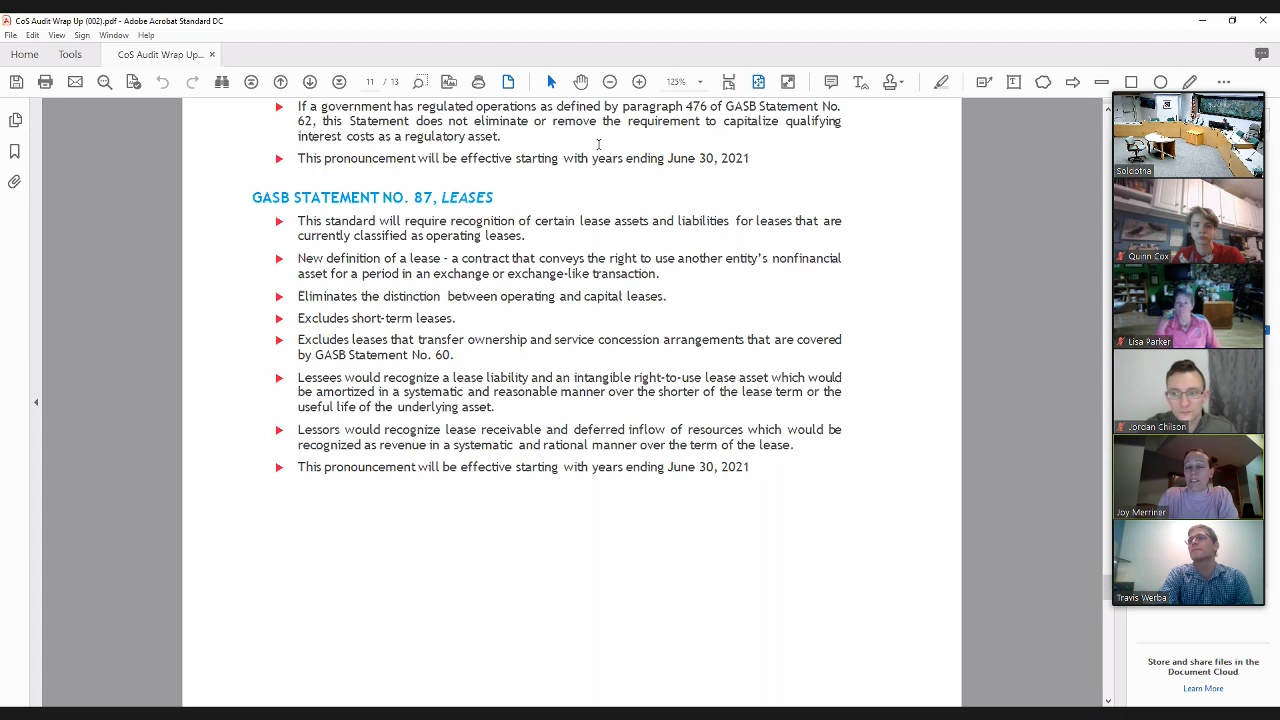 CoS Audit Wrap Up (002).pdf - Adobe Acrobat Standard DC
File Edit View Sign Window Help
Home Tools CoS Audit Wrap Up... ×
11 / 13 125%
If a government has regulated operations as defined by paragraph 476 of GASB Statement No.
62, this Statement does not eliminate or remove the requirement to capitalize qualifying
interest costs as a regulatory asset.
This pronouncement will be effective starting with years ending June 30, 2021
GASB STATEMENT NO. 87, LEASES
This standard will require recognition of certain lease assets and liabilities for leases that are
currently classified as operating leases.
New definition of a lease - a contract that conveys the right to use another entity's nonfinancial
asset for a period in an exchange or exchange-like transaction.
Eliminates the distinction between operating and capital leases.
Excludes short-term leases.
Excludes leases that transfer ownership and service concession arrangements that are covered
by GASB Statement No. 60.
Lessees would recognize a lease liability and an intangible right-to-use lease asset which would
be amortized in a systematic and reasonable manner over the shorter of the lease term or the
useful life of the underlying asset.
Lessors would recognize lease receivable and deferred inflow of resources which would be
recognized as revenue in a systematic and rational manner over the term of the lease.
This pronouncement will be effective starting with years ending June 30, 2021
Soldotna
Quinn Cox
Lisa Parker
Jordan Chilson
Joy Merriner
Travis Werba
Store and share files in the
Document Cloud
Learn More